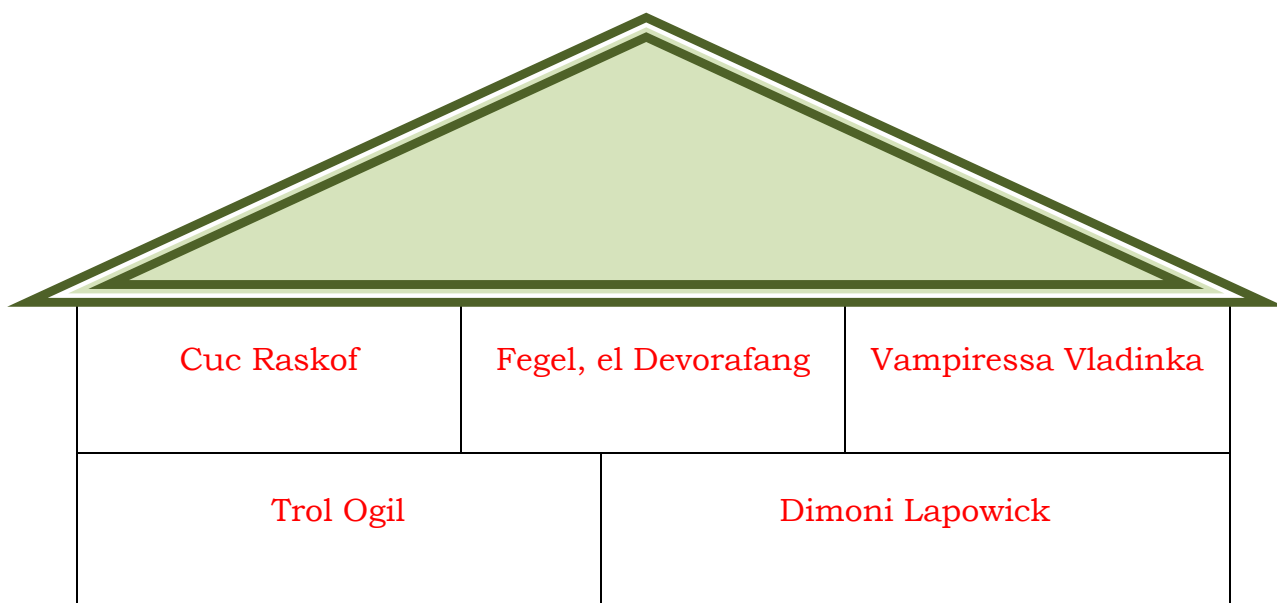 Cuc Raskof
Fegel, el Devorafang
Vampiressa Vladinka
Trol Ogil
Dimoni Lapowick